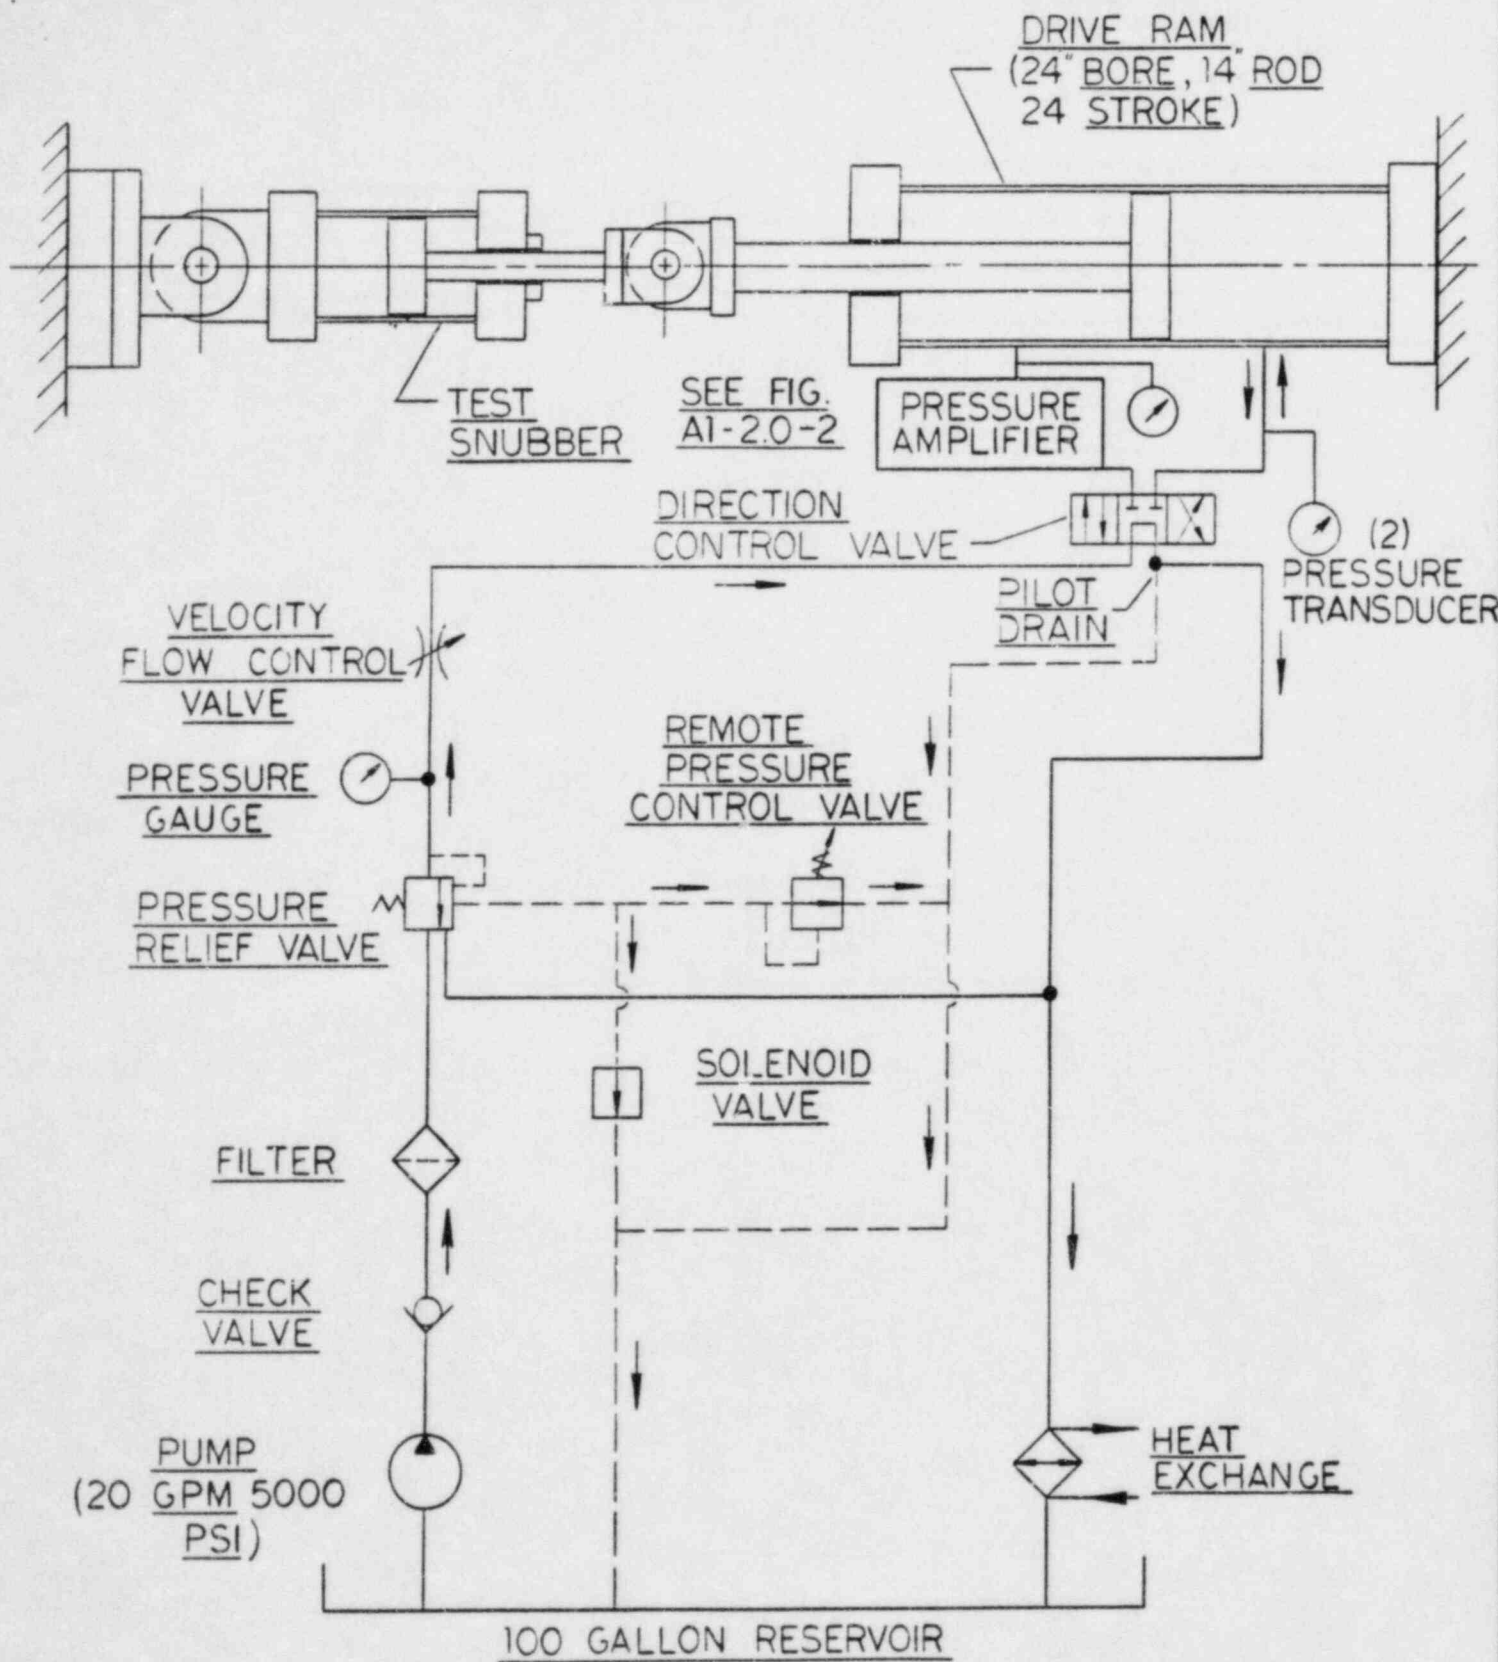 DRIVE RAM
(24" BORE, 14" ROD
24 STROKE)
TEST
SNUBBER
SEE FIG.
A1-2.0-2
PRESSURE
AMPLIFIER
DIRECTION
CONTROL VALVE
(2)
PRESSURE
TRANSDUCER
PILOT
DRAIN
VELOCITY
FLOW CONTROL
VALVE
REMOTE
PRESSURE
CONTROL VALVE
PRESSURE
GAUGE
PRESSURE
RELIEF VALVE
SOLENOID
VALVE
FILTER
CHECK
VALVE
PUMP
(20 GPM 5000
PSI)
HEAT
EXCHANGE
100 GALLON RESERVOIR